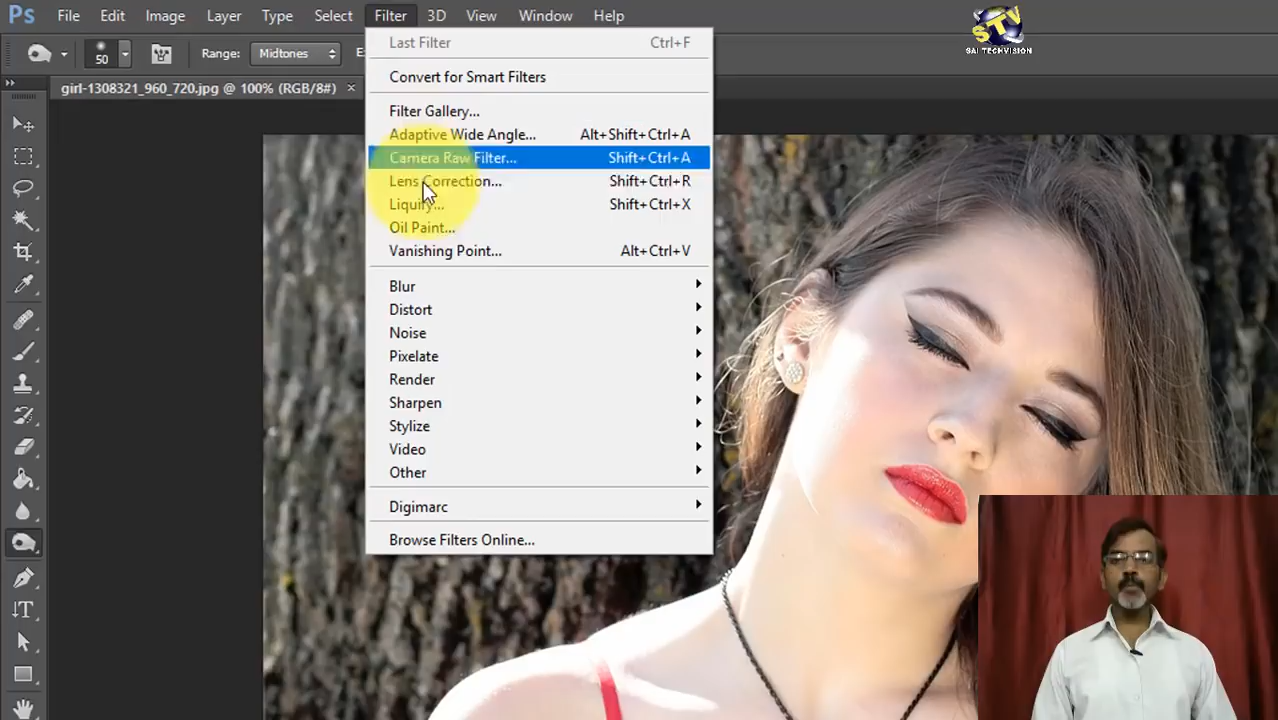 Ps File Edit Image Layer Type Select Filter 3D View Window Help
STV
SAI TECHVISION
50 Range: Midtones
girl-1308321_960_720.jpg @ 100% (RGB/8#) ×
Last Filter Ctrl+F
Convert for Smart Filters
Filter Gallery...
Adaptive Wide Angle... Alt+Shift+Ctrl+A
Camera Raw Filter... Shift+Ctrl+A
Lens Correction... Shift+Ctrl+R
Liquify... Shift+Ctrl+X
Oil Paint...
Vanishing Point... Alt+Ctrl+V
Blur
Distort
Noise
Pixelate
Render
Sharpen
Stylize
Video
Other
Digimarc
Browse Filters Online...